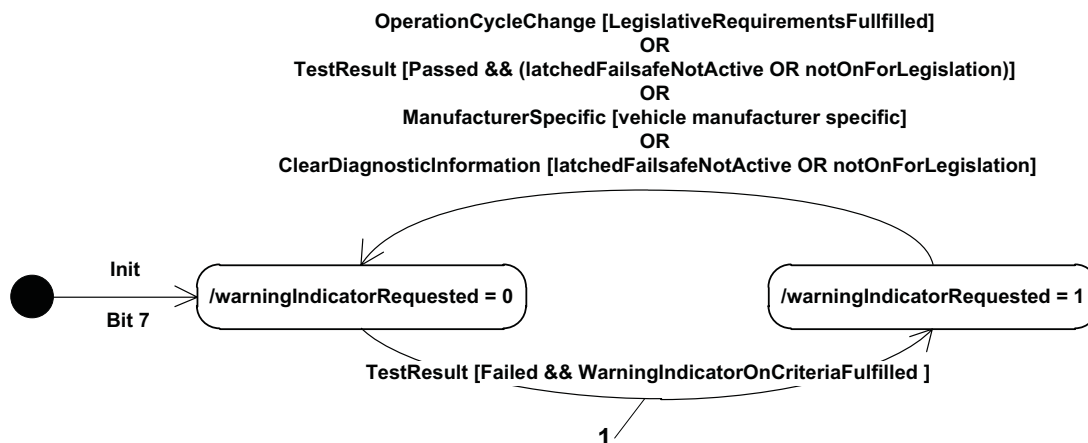 OperationCycleChange [LegislativeRequirementsFullfilled]
OR
TestResult [Passed && (latchedFailsafeNotActive OR notOnForLegislation)]
OR
ManufacturerSpecific [vehicle manufacturer specific]
OR
ClearDiagnosticInformation [latchedFailsafeNotActive OR notOnForLegislation]
Init
Bit 7
/warningIndicatorRequested = 0
/warningIndicatorRequested = 1
TestResult [Failed && WarningIndicatorOnCriteriaFulfilled ]
1